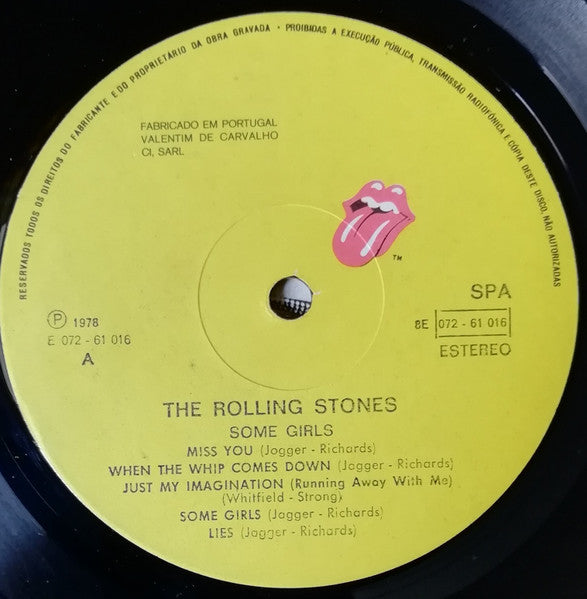 RESERVADOS TODOS OS DIREITOS DO FABRICANTE E DO PROPRIETÁRIO DA OBRA GRAVADA • PROIBIDAS A EXECUÇÃO PÚBLICA, TRANSMISSÃO RADIOFÓNICA E CÓPIA DESTE DISCO, NÃO AUTORIZADAS
FABRICADO EM PORTUGAL
VALENTIM DE CARVALHO
CI, SARL
TM
SPA
Ⓟ 1978
8E 072 - 61 016
E 072 - 61 016
ESTEREO
A
THE ROLLING STONES
SOME GIRLS
MISS YOU (Jagger - Richards)
WHEN THE WHIP COMES DOWN (Jagger - Richards)
JUST MY IMAGINATION (Running Away With Me)
(Whitfield - Strong)
SOME GIRLS (Jagger - Richards)
LIES (Jagger - Richards)